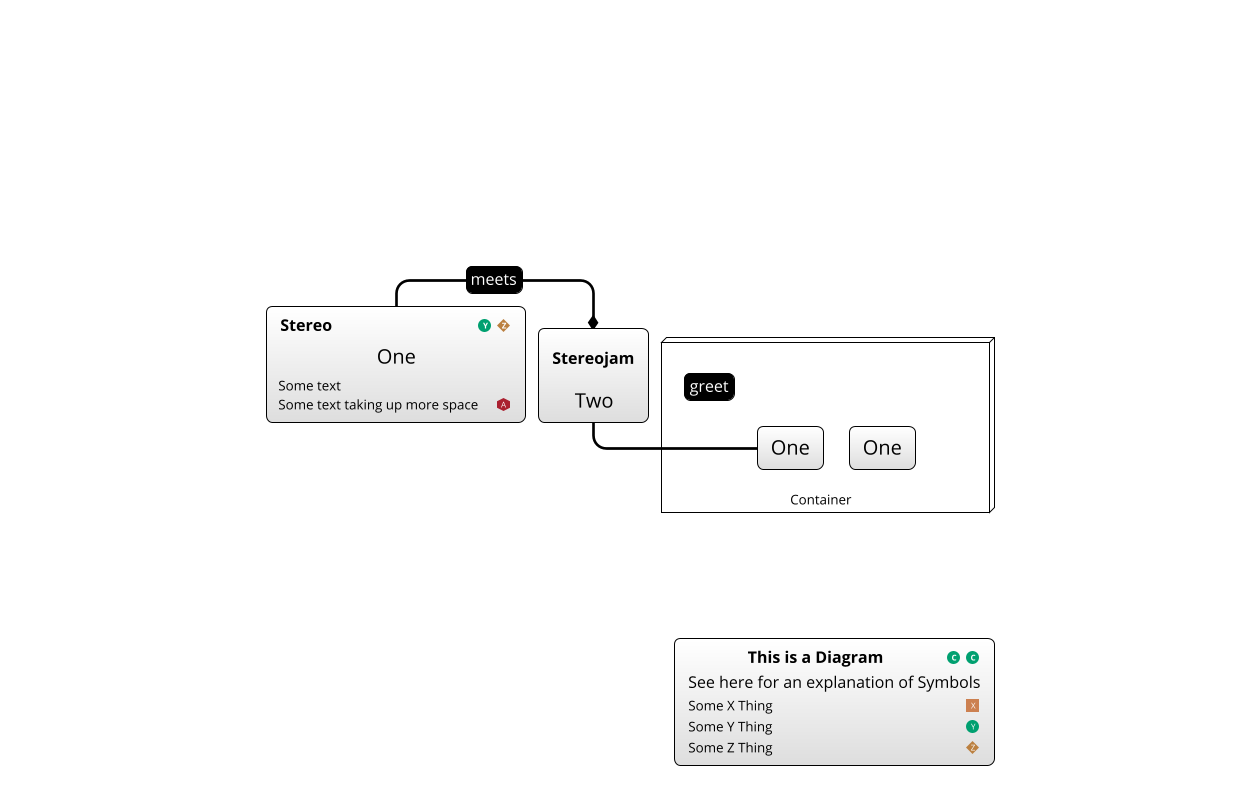 meets
Stereo Y Z
One
Some text
Some text taking up more space A
Stereojam
Two
greet
One One
Container
This is a Diagram C C
See here for an explanation of Symbols
Some X Thing X
Some Y Thing Y
Some Z Thing Z